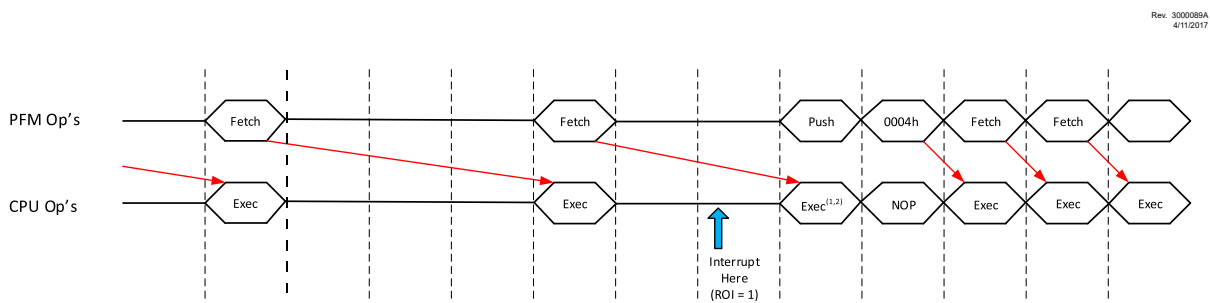 Rev. 3000089A
4/11/2017
PFM Op's
Fetch
Fetch
Push
0004h
Fetch
Fetch
CPU Op's
Exec
Exec
Exec(1,2)
NOP
Exec
Exec
Exec
Interrupt
Here
(ROI = 1)